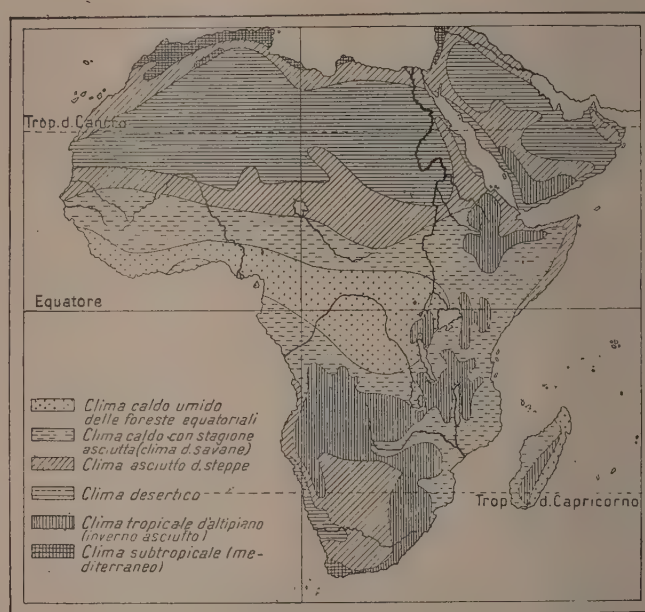 Trop. d. Cancro
Equatore
Clima caldo umido
delle foreste equatoriali
Clima caldo con stagione
asciutta (clima d. savane)
Clima asciutto d. steppe
Clima desertico
Trop. d. Capricorno
Clima tropicale d'altipiano
(inverno asciutto)
Clima subtropicale (me-
diterraneo)